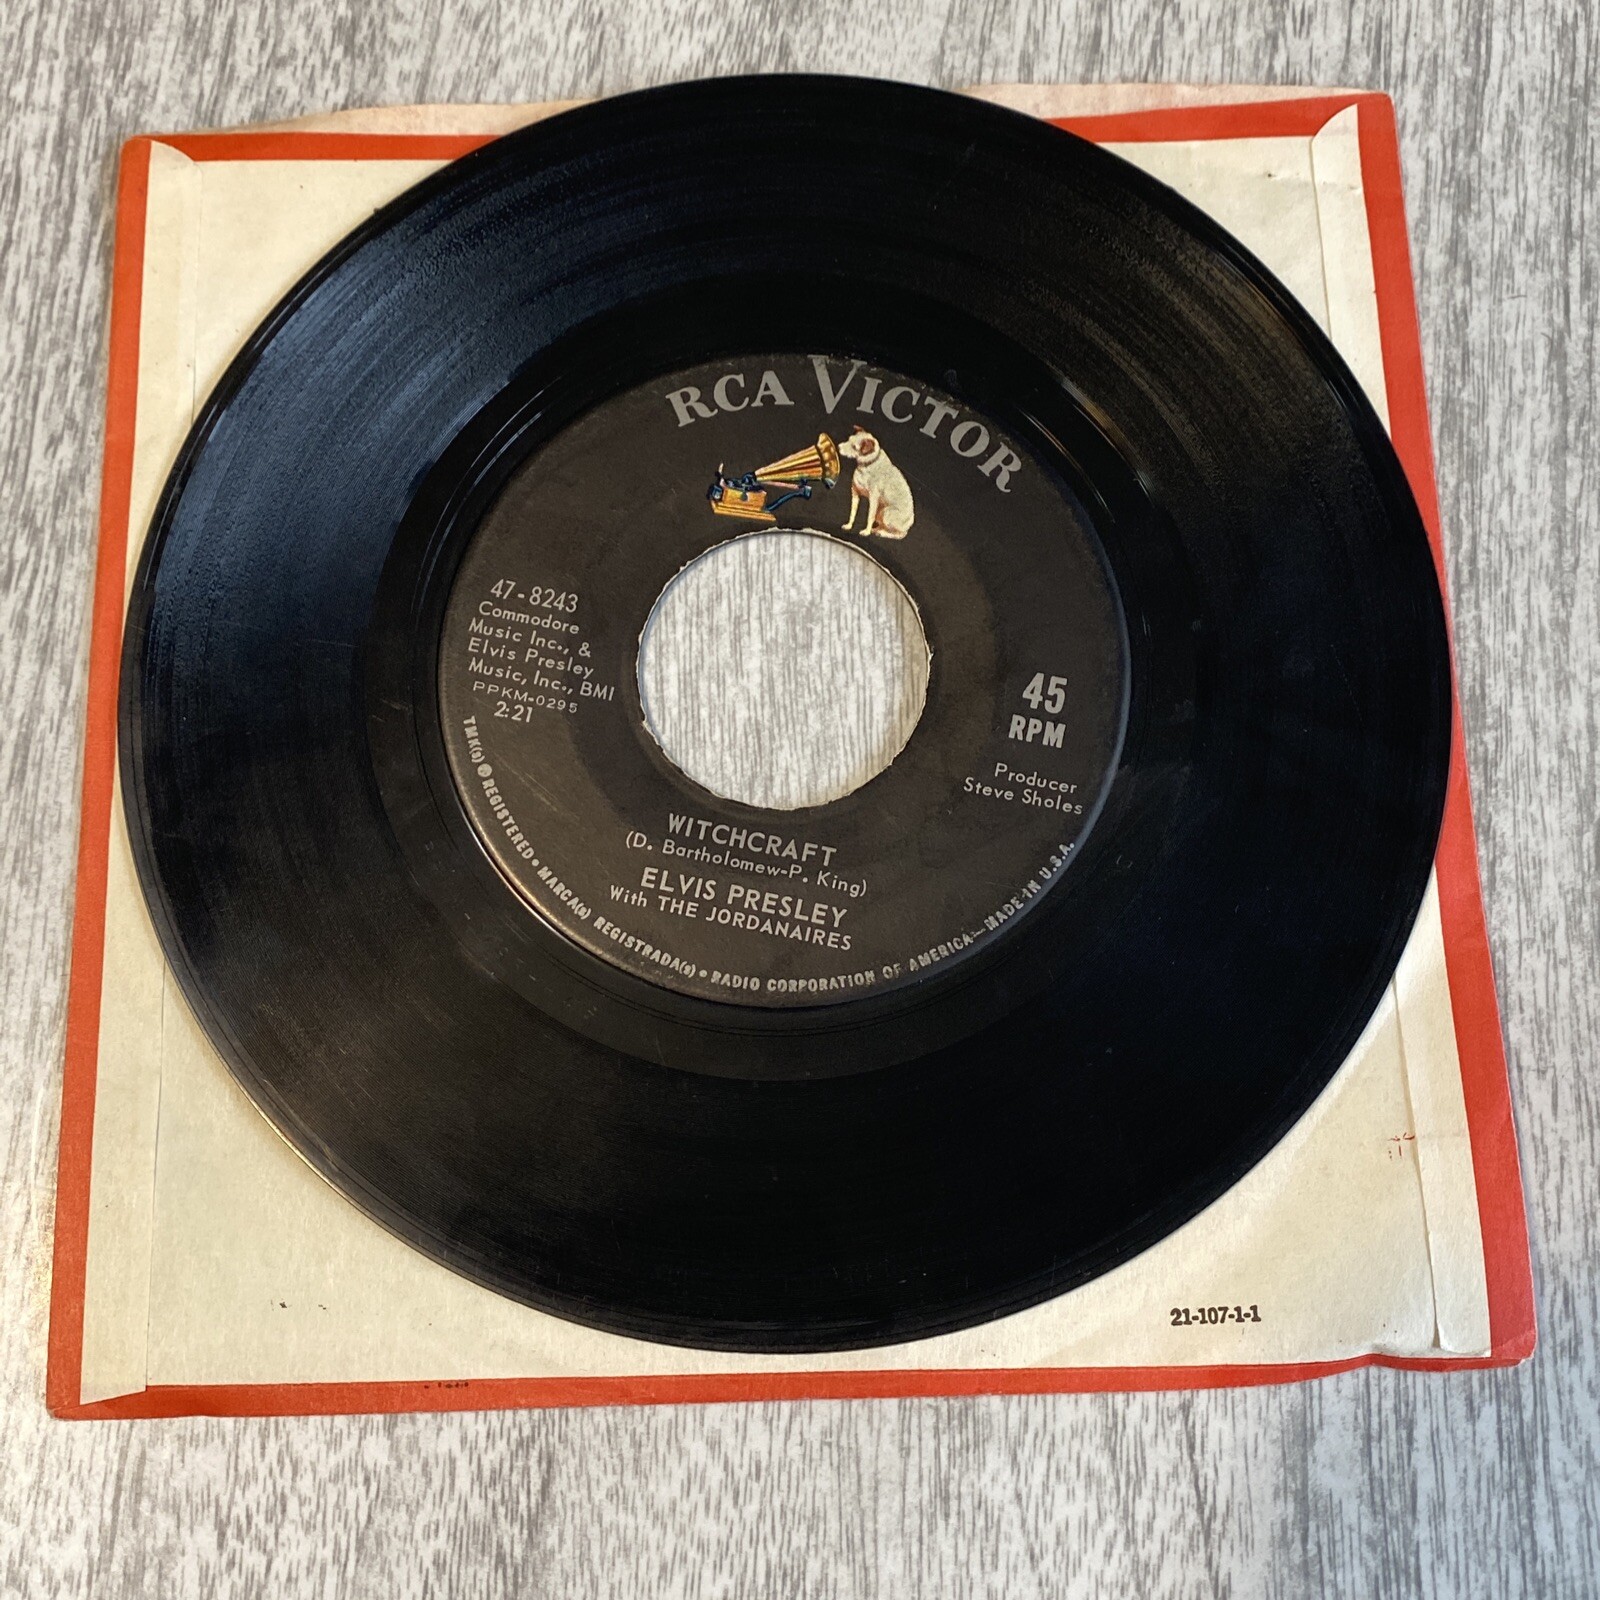 RCA VICTOR
47-8243
Commodore
Music Inc., &
Elvis Presley
Music, Inc., BMI
PPKM-0295
2:21
45
RPM
Producer
Steve Sholes
WITCHCRAFT
(D. Bartholomew-P. King)
ELVIS PRESLEY
With THE JORDANAIRES
TMK(s) ® REGISTERED • MARCA(s) REGISTRADA(s) • RADIO CORPORATION OF AMERICA—MADE IN U.S.A.
21-107-1-1